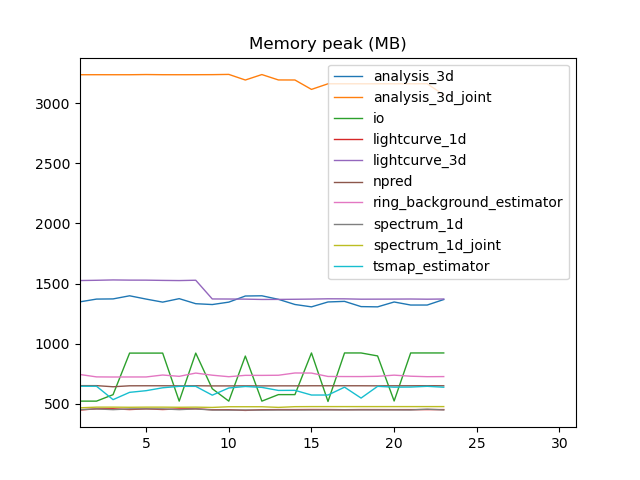 Memory peak (MB)
3000
2500
2000
1500
1000
500
analysis_3d
analysis_3d_joint
io
lightcurve_1d
lightcurve_3d
npred
ring_background_estimator
spectrum_1d
spectrum_1d_joint
tsmap_estimator
5
10
15
20
25
30